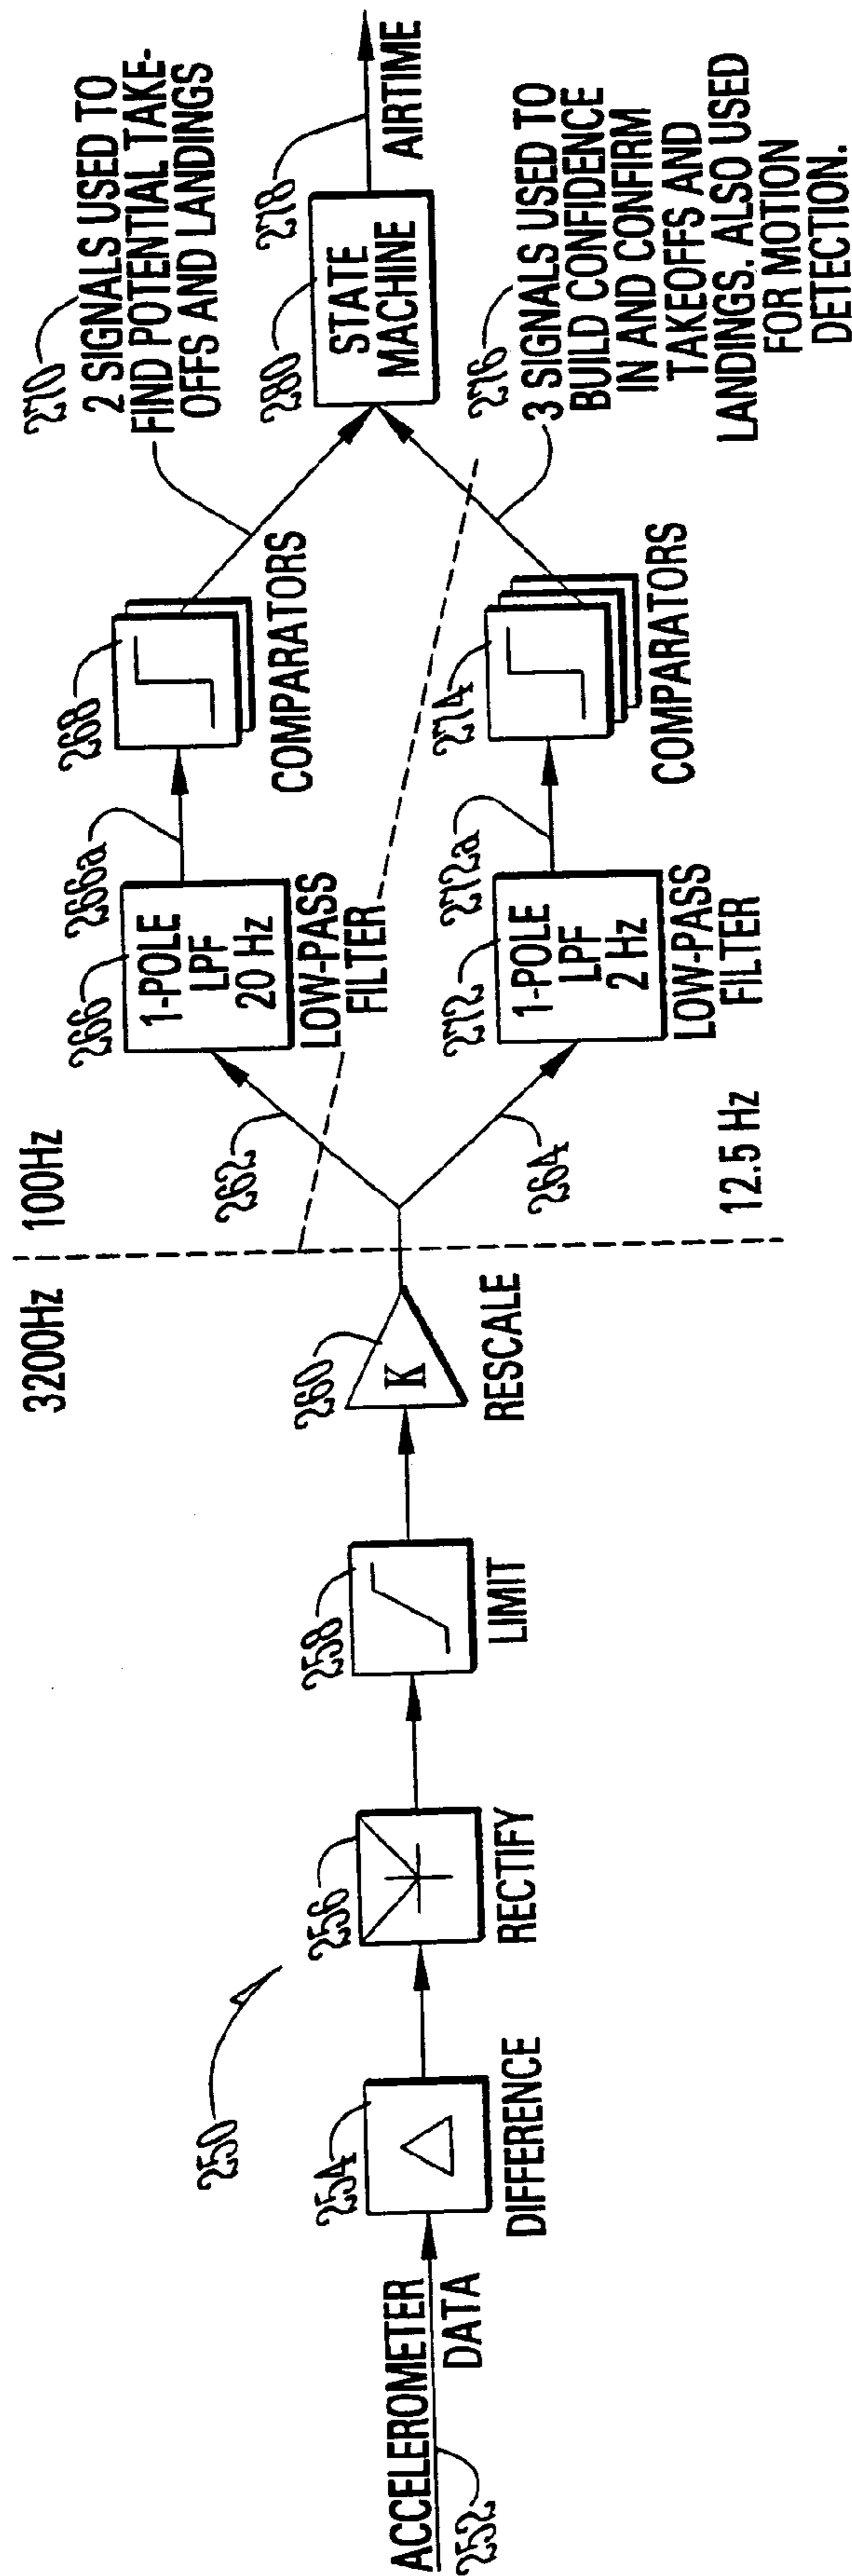 250
ACCELEROMETER
DATA
252
254
DIFFERENCE
256
RECTIFY
258
LIMIT
260
K
RESCALE
3200Hz
100Hz
12.5 Hz
262
264
266
1-POLE
LPF
20 Hz
LOW-PASS
FILTER
266a
268
COMPARATORS
270
2 SIGNALS USED TO
FIND POTENTIAL TAKE-
OFFS AND LANDINGS
272
1-POLE
LPF
2 Hz
LOW-PASS
FILTER
272a
274
COMPARATORS
276
3 SIGNALS USED TO
BUILD CONFIDENCE
IN AND CONFIRM
TAKEOFFS AND
LANDINGS. ALSO USED
FOR MOTION
DETECTION.
280
STATE
MACHINE
278
AIRTIME